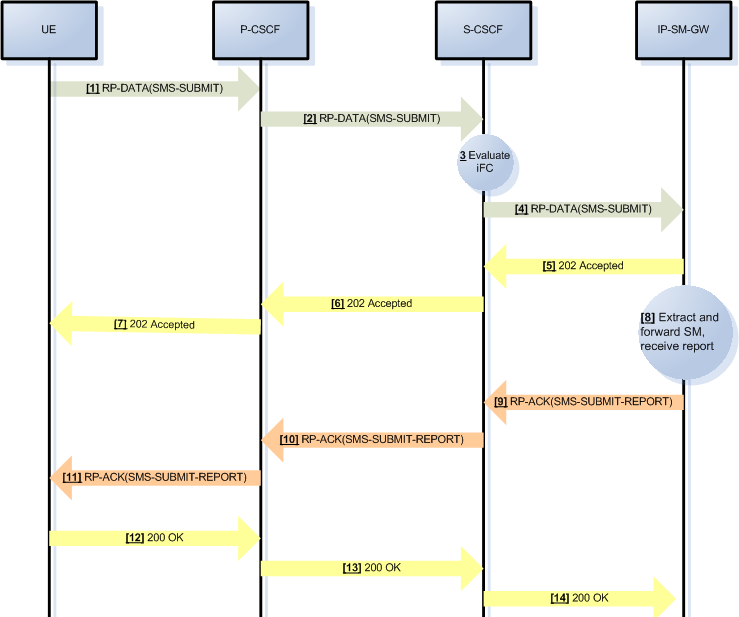 UE
P-CSCF
S-CSCF
IP-SM-GW
[1] RP-DATA(SMS-SUBMIT)
[2] RP-DATA(SMS-SUBMIT)
3 Evaluate
iFC
[4] RP-DATA(SMS-SUBMIT)
[5] 202 Accepted
[6] 202 Accepted
[7] 202 Accepted
[8] Extract and
forward SM,
receive report
[9] RP-ACK(SMS-SUBMIT-REPORT)
[10] RP-ACK(SMS-SUBMIT-REPORT)
[11] RP-ACK(SMS-SUBMIT-REPORT)
[12] 200 OK
[13] 200 OK
[14] 200 OK